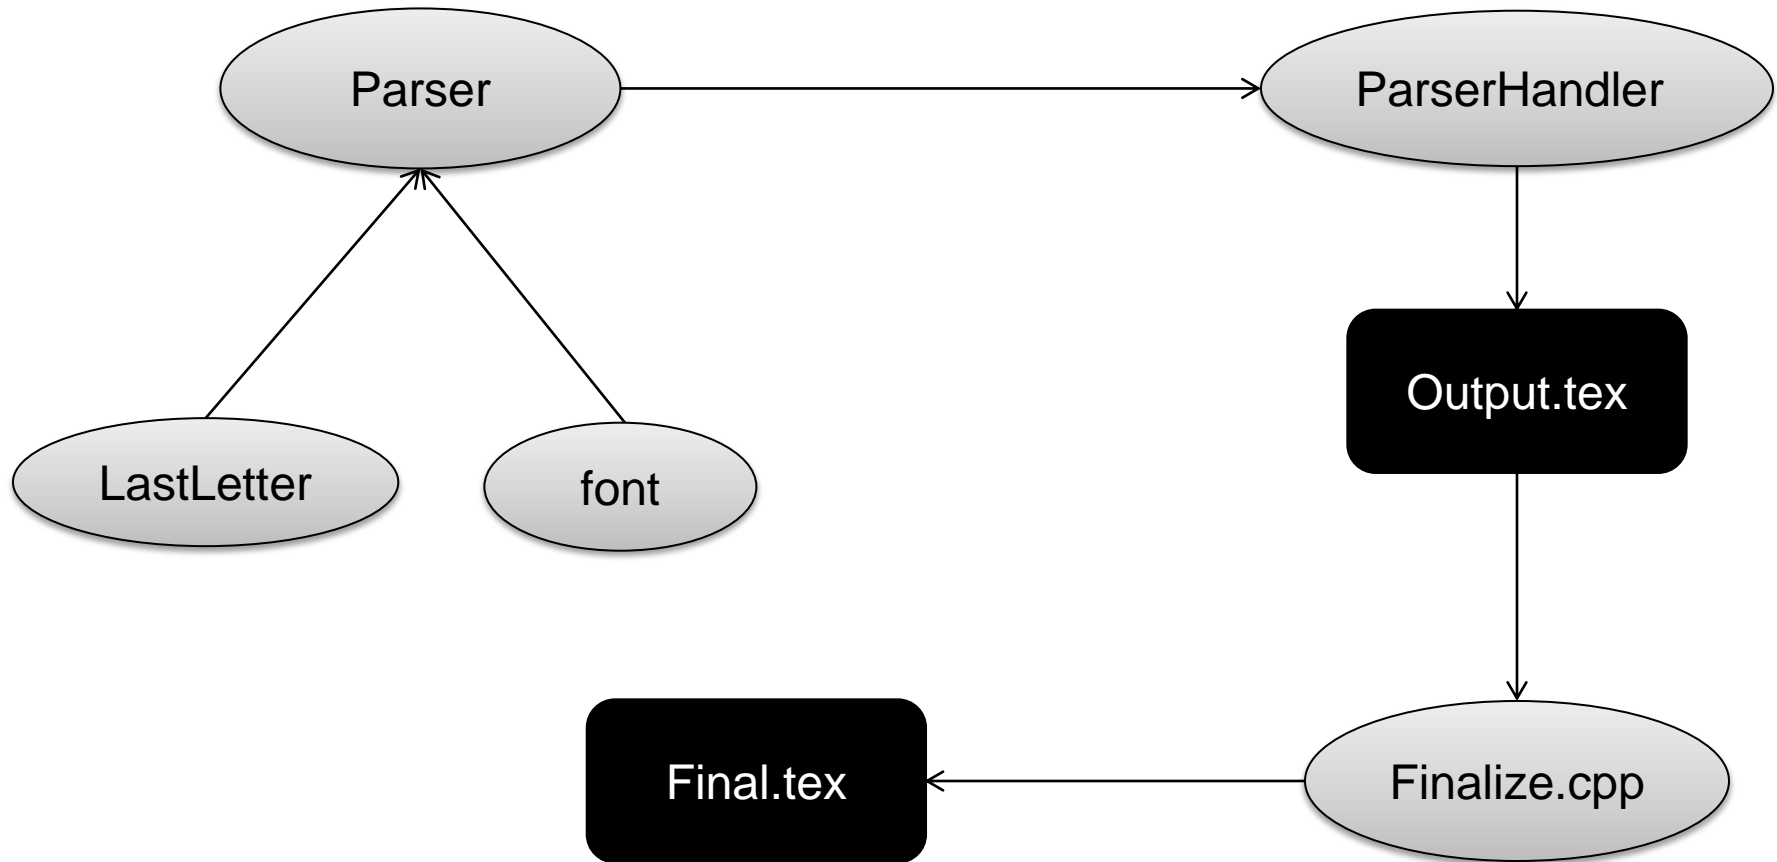 Parser
ParserHandler
Output.tex
LastLetter
font
Final.tex
Finalize.cpp